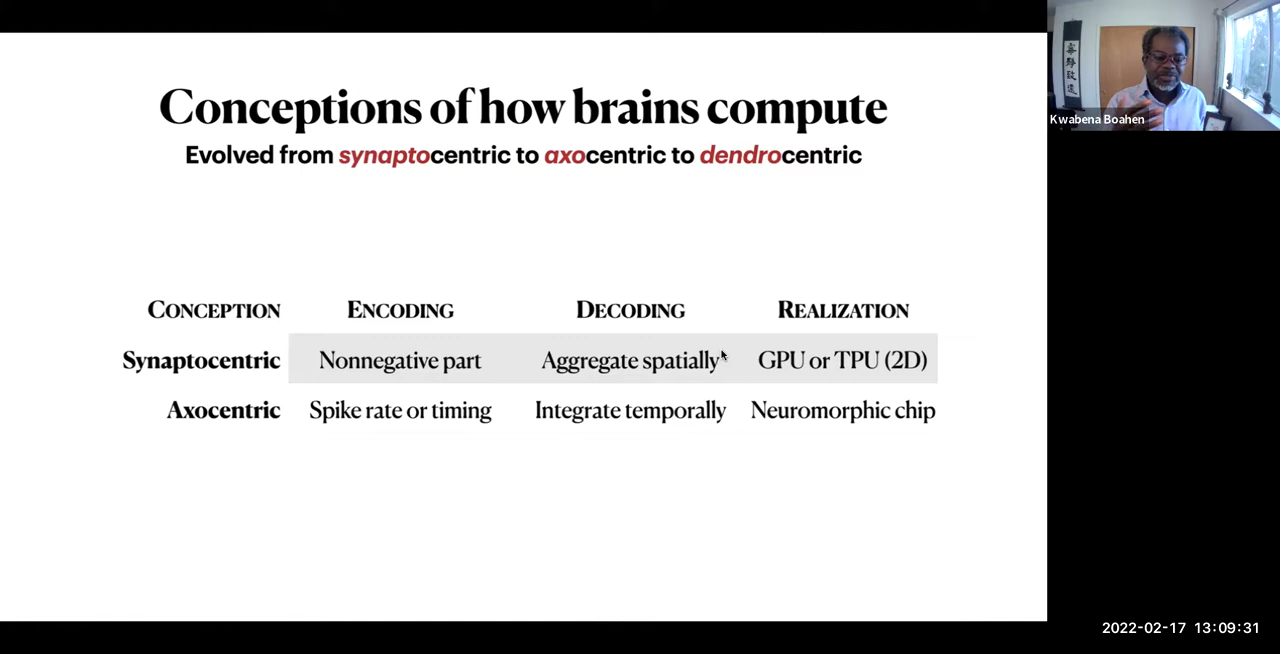 Conceptions of how brains compute
Evolved from synaptocentric to axocentric to dendrocentric
CONCEPTION ENCODING DECODING REALIZATION
Synaptocentric Nonnegative part Aggregate spatially GPU or TPU (2D)
Axocentric Spike rate or timing Integrate temporally Neuromorphic chip
Kwabena Boahen
2022-02-17 13:09:31